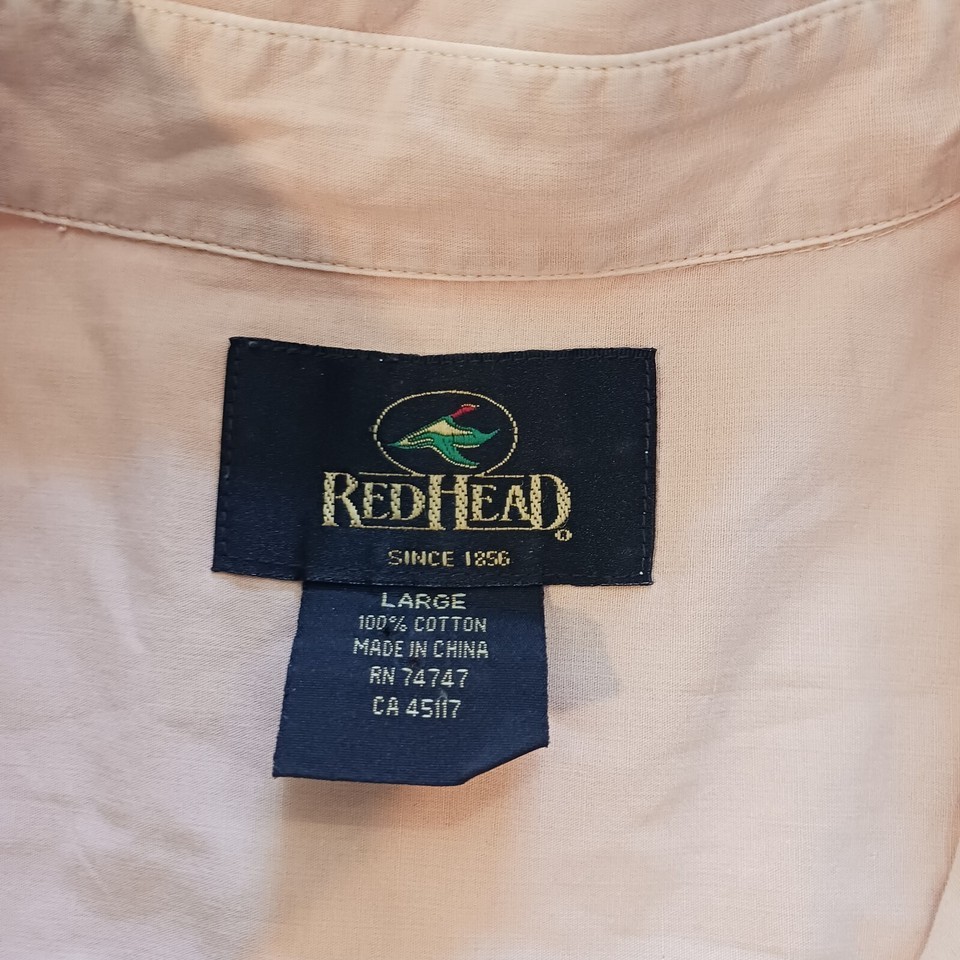 REDHEAD®
SINCE 1856
LARGE
100% COTTON
MADE IN CHINA
RN 74747
CA 45117